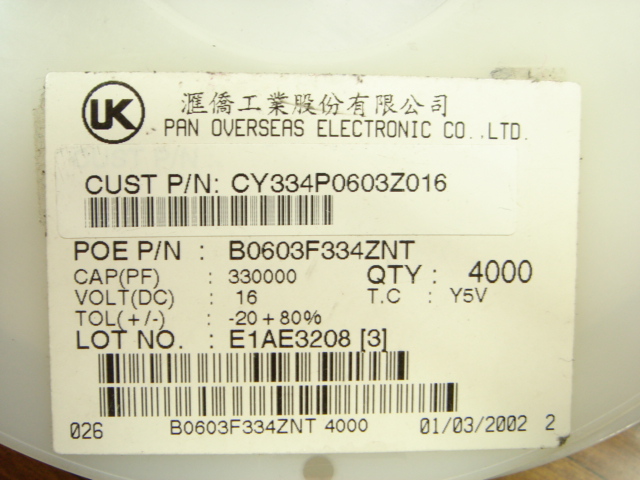 UK
滙僑工業股份有限公司
PAN OVERSEAS ELECTRONIC CO.,LTD.
CUST P/N: CY334P0603Z016
POE P/N : B0603F334ZNT
CAP(PF) : 330000 QTY : 4000
VOLT(DC) : 16 T.C : Y5V
TOL(+/-) : -20+80%
LOT NO. : E1AE3208 [3]
026 B0603F334ZNT 4000 01/03/2002 2